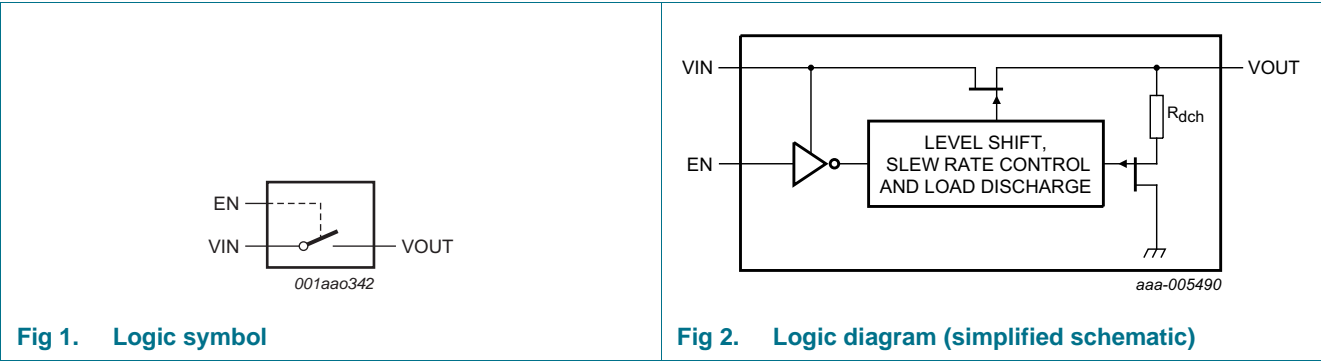 EN
VIN
VOUT
001aao342
Fig 1. Logic symbol
VIN
VOUT
Rdch
EN
LEVEL SHIFT,
SLEW RATE CONTROL
AND LOAD DISCHARGE
aaa-005490
Fig 2. Logic diagram (simplified schematic)